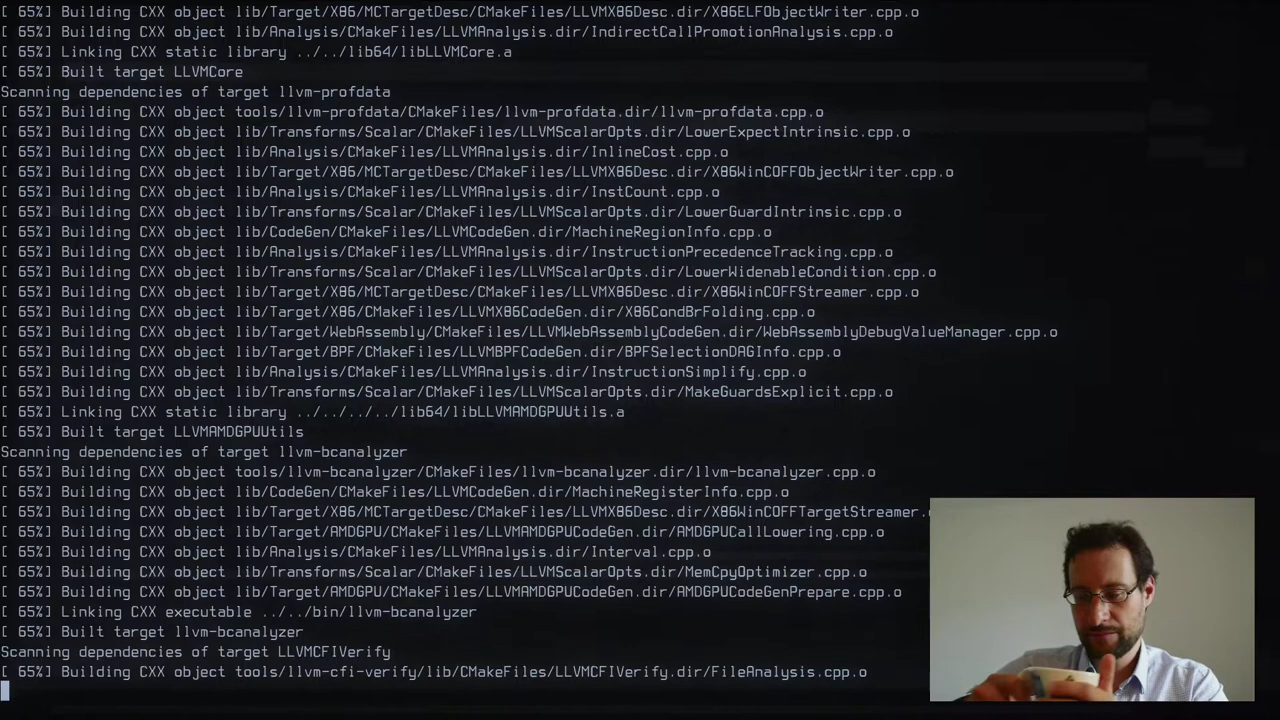 [ 65%] Building CXX object lib/Target/X86/MCTargetDesc/CMakeFiles/LLVMX86Desc.dir/X86ELFObjectWriter.cpp.o
[ 65%] Building CXX object lib/Analysis/CMakeFiles/LLVMAnalysis.dir/IndirectCallPromotionAnalysis.cpp.o
[ 65%] Linking CXX static library ../../lib64/libLLVMCore.a
[ 65%] Built target LLVMCore
Scanning dependencies of target llvm-profdata
[ 65%] Building CXX object tools/llvm-profdata/CMakeFiles/llvm-profdata.dir/llvm-profdata.cpp.o
[ 65%] Building CXX object lib/Transforms/Scalar/CMakeFiles/LLVMScalarOpts.dir/LowerExpectIntrinsic.cpp.o
[ 65%] Building CXX object lib/Analysis/CMakeFiles/LLVMAnalysis.dir/InlineCost.cpp.o
[ 65%] Building CXX object lib/Target/X86/MCTargetDesc/CMakeFiles/LLVMX86Desc.dir/X86WinCOFFObjectWriter.cpp.o
[ 65%] Building CXX object lib/Analysis/CMakeFiles/LLVMAnalysis.dir/InstCount.cpp.o
[ 65%] Building CXX object lib/Transforms/Scalar/CMakeFiles/LLVMScalarOpts.dir/LowerGuardIntrinsic.cpp.o
[ 65%] Building CXX object lib/CodeGen/CMakeFiles/LLVMCodeGen.dir/MachineRegionInfo.cpp.o
[ 65%] Building CXX object lib/Analysis/CMakeFiles/LLVMAnalysis.dir/InstructionPrecedenceTracking.cpp.o
[ 65%] Building CXX object lib/Transforms/Scalar/CMakeFiles/LLVMScalarOpts.dir/LowerWidenableCondition.cpp.o
[ 65%] Building CXX object lib/Target/X86/MCTargetDesc/CMakeFiles/LLVMX86Desc.dir/X86WinCOFFStreamer.cpp.o
[ 65%] Building CXX object lib/Target/X86/CMakeFiles/LLVMX86CodeGen.dir/X86CondBrFolding.cpp.o
[ 65%] Building CXX object lib/Target/WebAssembly/CMakeFiles/LLVMWebAssemblyCodeGen.dir/WebAssemblyDebugValueManager.cpp.o
[ 65%] Building CXX object lib/Target/BPF/CMakeFiles/LLVMBPFCodeGen.dir/BPFSelectionDAGInfo.cpp.o
[ 65%] Building CXX object lib/Analysis/CMakeFiles/LLVMAnalysis.dir/InstructionSimplify.cpp.o
[ 65%] Building CXX object lib/Transforms/Scalar/CMakeFiles/LLVMScalarOpts.dir/MakeGuardsExplicit.cpp.o
[ 65%] Linking CXX static library ../../../../lib64/libLLVMAMDGPUUtils.a
[ 65%] Built target LLVMAMDGPUUtils
Scanning dependencies of target llvm-bcanalyzer
[ 65%] Building CXX object tools/llvm-bcanalyzer/CMakeFiles/llvm-bcanalyzer.dir/llvm-bcanalyzer.cpp.o
[ 65%] Building CXX object lib/CodeGen/CMakeFiles/LLVMCodeGen.dir/MachineRegisterInfo.cpp.o
[ 65%] Building CXX object lib/Target/X86/MCTargetDesc/CMakeFiles/LLVMX86Desc.dir/X86WinCOFFTargetStreamer.
[ 65%] Building CXX object lib/Target/AMDGPU/CMakeFiles/LLVMAMDGPUCodeGen.dir/AMDGPUCallLowering.cpp.o
[ 65%] Building CXX object lib/Analysis/CMakeFiles/LLVMAnalysis.dir/Interval.cpp.o
[ 65%] Building CXX object lib/Transforms/Scalar/CMakeFiles/LLVMScalarOpts.dir/MemCpyOptimizer.cpp.o
[ 65%] Building CXX object lib/Target/AMDGPU/CMakeFiles/LLVMAMDGPUCodeGen.dir/AMDGPUCodeGenPrepare.cpp.o
[ 65%] Linking CXX executable ../../bin/llvm-bcanalyzer
[ 65%] Built target llvm-bcanalyzer
Scanning dependencies of target LLVMCFIVerify
[ 65%] Building CXX object tools/llvm-cfi-verify/lib/CMakeFiles/LLVMCFIVerify.dir/FileAnalysis.cpp.o